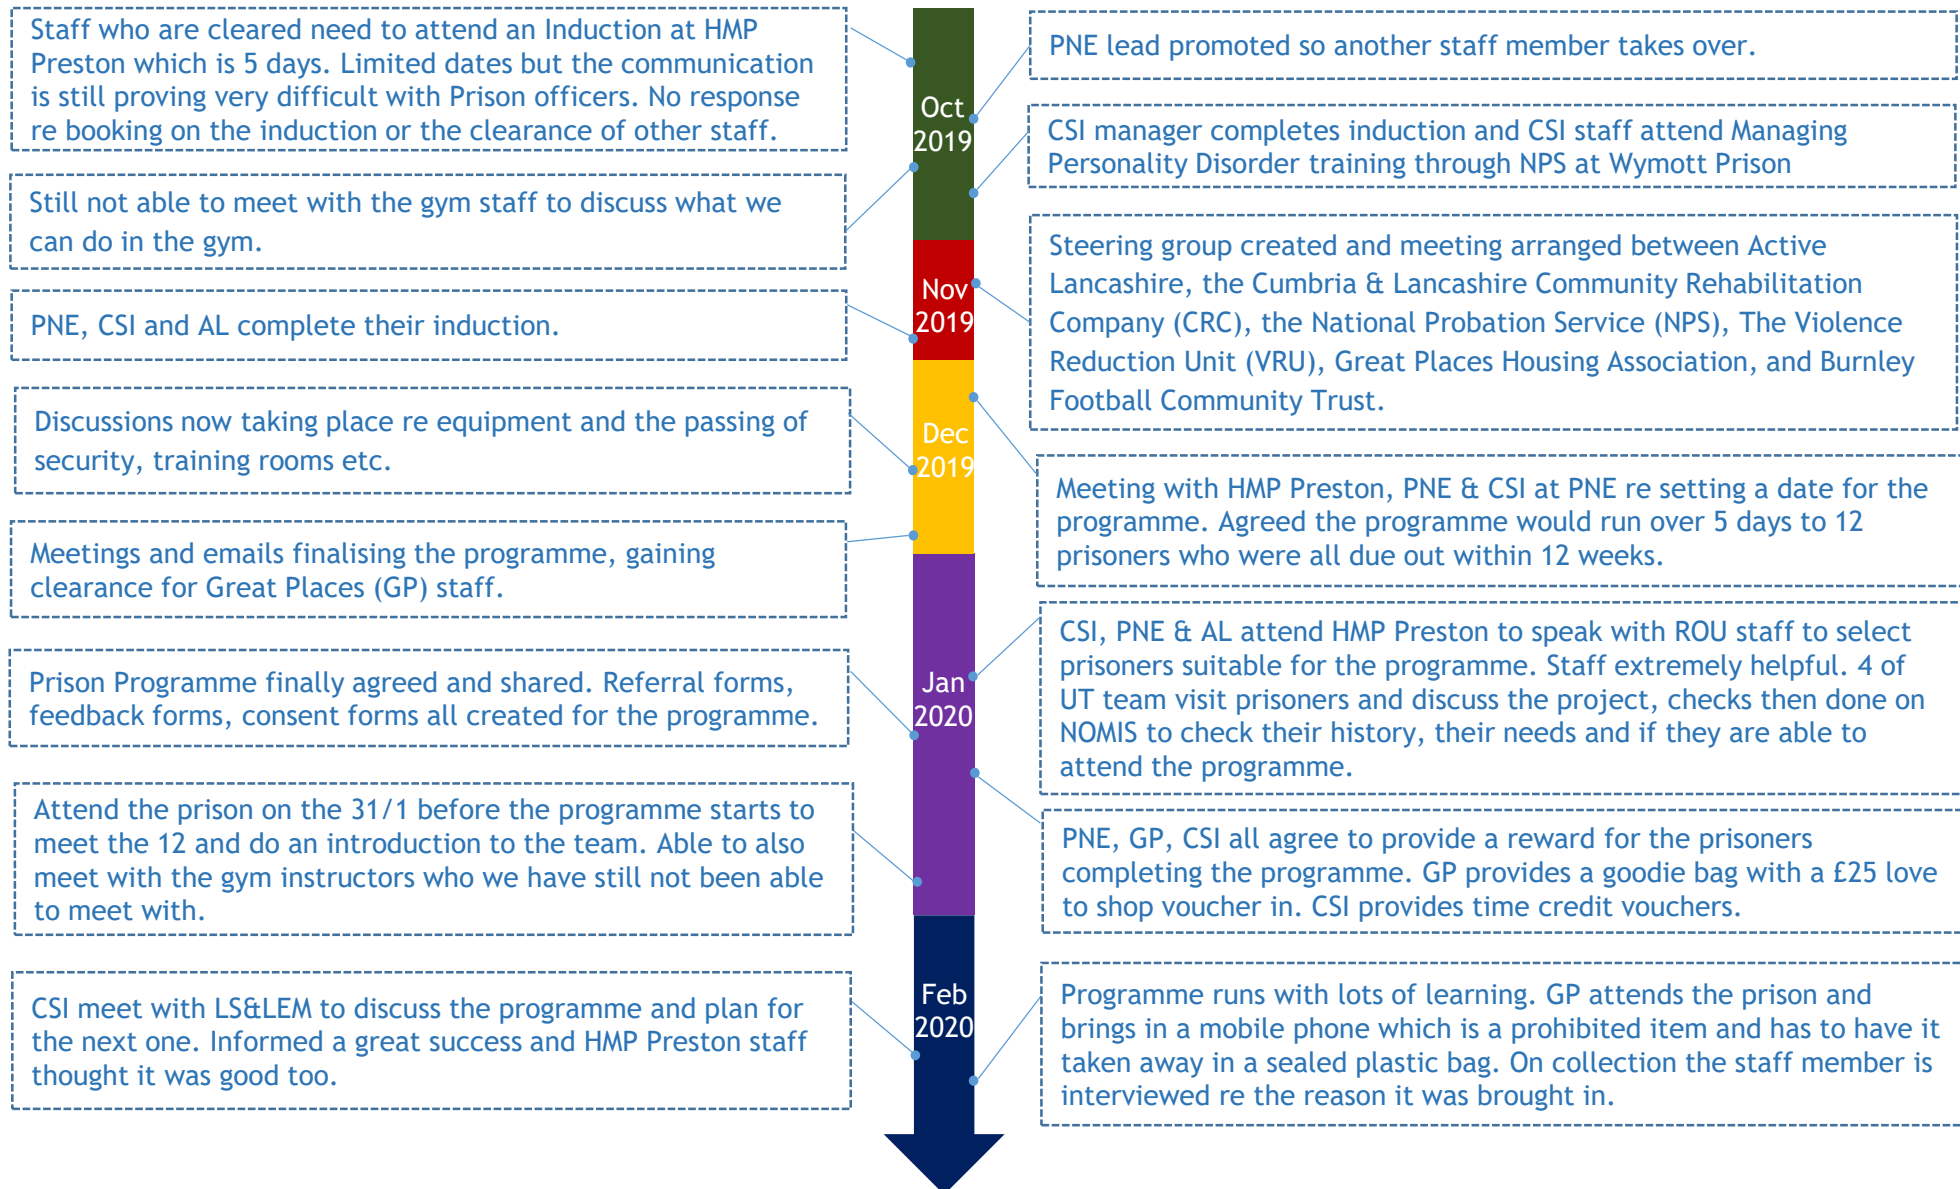 Staff who are cleared need to attend an Induction at HMP
Preston which is 5 days. Limited dates but the communication
is still proving very difficult with Prison officers. No response
re booking on the induction or the clearance of other staff.
Still not able to meet with the gym staff to discuss what we
can do in the gym.
PNE, CSI and AL complete their induction.
Discussions now taking place re equipment and the passing of
security, training rooms etc.
Meetings and emails finalising the programme, gaining
clearance for Great Places (GP) staff.
Prison Programme finally agreed and shared. Referral forms,
feedback forms, consent forms all created for the programme.
Attend the prison on the 31/1 before the programme starts to
meet the 12 and do an introduction to the team. Able to also
meet with the gym instructors who we have still not been able
to meet with.
CSI meet with LS&LEM to discuss the programme and plan for
the next one. Informed a great success and HMP Preston staff
thought it was good too.
Oct
2019
Nov
2019
Dec
2019
Jan
2020
Feb
2020
PNE lead promoted so another staff member takes over.
CSI manager completes induction and CSI staff attend Managing
Personality Disorder training through NPS at Wymott Prison
Steering group created and meeting arranged between Active
Lancashire, the Cumbria & Lancashire Community Rehabilitation
Company (CRC), the National Probation Service (NPS), The Violence
Reduction Unit (VRU), Great Places Housing Association, and Burnley
Football Community Trust.
Meeting with HMP Preston, PNE & CSI at PNE re setting a date for the
programme. Agreed the programme would run over 5 days to 12
prisoners who were all due out within 12 weeks.
CSI, PNE & AL attend HMP Preston to speak with ROU staff to select
prisoners suitable for the programme. Staff extremely helpful. 4 of
UT team visit prisoners and discuss the project, checks then done on
NOMIS to check their history, their needs and if they are able to
attend the programme.
PNE, GP, CSI all agree to provide a reward for the prisoners
completing the programme. GP provides a goodie bag with a £25 love
to shop voucher in. CSI provides time credit vouchers.
Programme runs with lots of learning. GP attends the prison and
brings in a mobile phone which is a prohibited item and has to have it
taken away in a sealed plastic bag. On collection the staff member is
interviewed re the reason it was brought in.